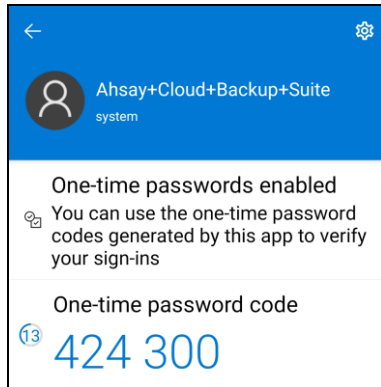 Ahsay+Cloud+Backup+Suite
system
One-time passwords enabled
You can use the one-time password
codes generated by this app to verify
your sign-ins
One-time password code
13
424 300